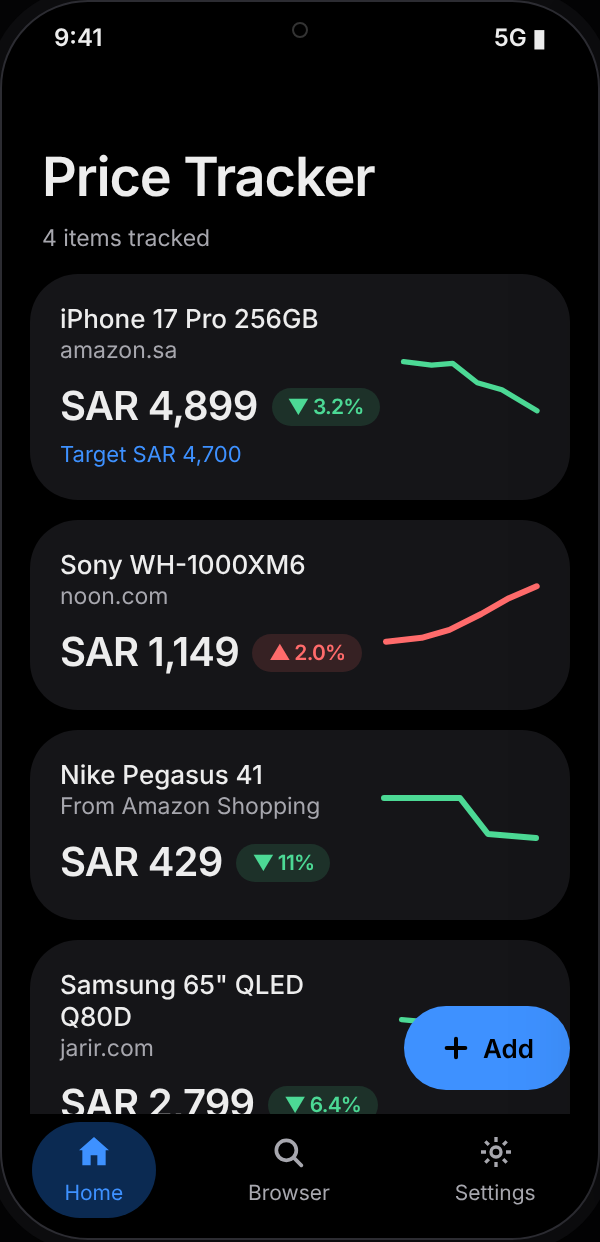 9:41
5G
Price Tracker
4 items tracked
iPhone 17 Pro 256GB
amazon.sa
SAR 4,899 ▼ 3.2%
Target SAR 4,700
Sony WH-1000XM6
noon.com
SAR 1,149 ▲ 2.0%
Nike Pegasus 41
From Amazon Shopping
SAR 429 ▼ 11%
Samsung 65" QLED
Q80D
jarir.com
+ Add
SAR 2,799 ▼ 6.4%
Home
Browser
Settings